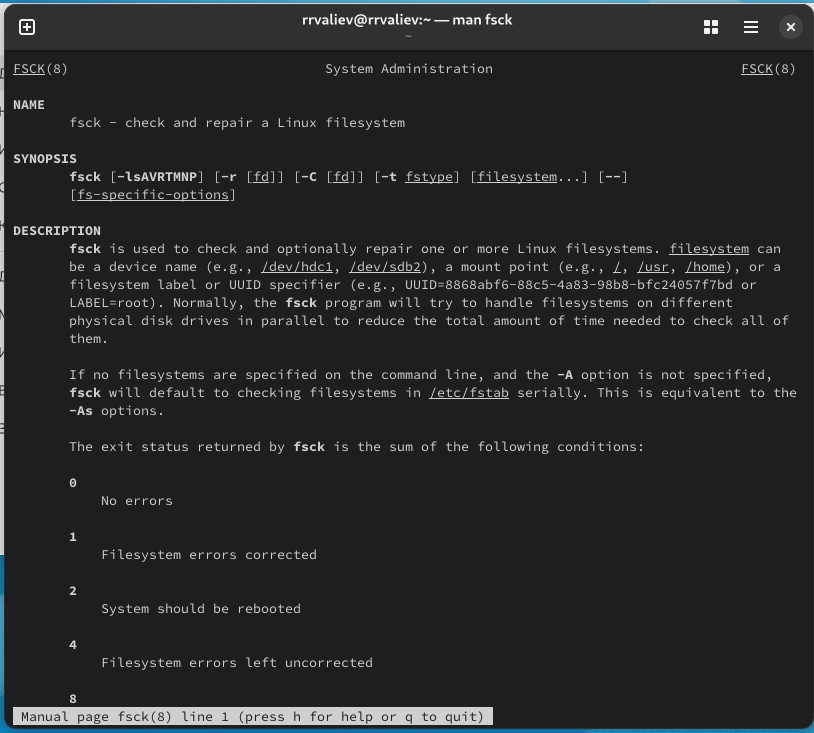 rrvaliev@rrvaliev:~ — man fsck
~
FSCK(8) System Administration FSCK(8)
NAME
fsck - check and repair a Linux filesystem
SYNOPSIS
fsck [-lsAVRTMNP] [-r [fd]] [-C [fd]] [-t fstype] [filesystem...] [--]
[fs-specific-options]
DESCRIPTION
fsck is used to check and optionally repair one or more Linux filesystems. filesystem can
be a device name (e.g., /dev/hdc1, /dev/sdb2), a mount point (e.g., /, /usr, /home), or a
filesystem label or UUID specifier (e.g., UUID=8868abf6-88c5-4a83-98b8-bfc24057f7bd or
LABEL=root). Normally, the fsck program will try to handle filesystems on different
physical disk drives in parallel to reduce the total amount of time needed to check all of
them.
If no filesystems are specified on the command line, and the -A option is not specified,
fsck will default to checking filesystems in /etc/fstab serially. This is equivalent to the
-As options.
The exit status returned by fsck is the sum of the following conditions:
0
No errors
1
Filesystem errors corrected
2
System should be rebooted
4
Filesystem errors left uncorrected
8
Manual page fsck(8) line 1 (press h for help or q to quit)